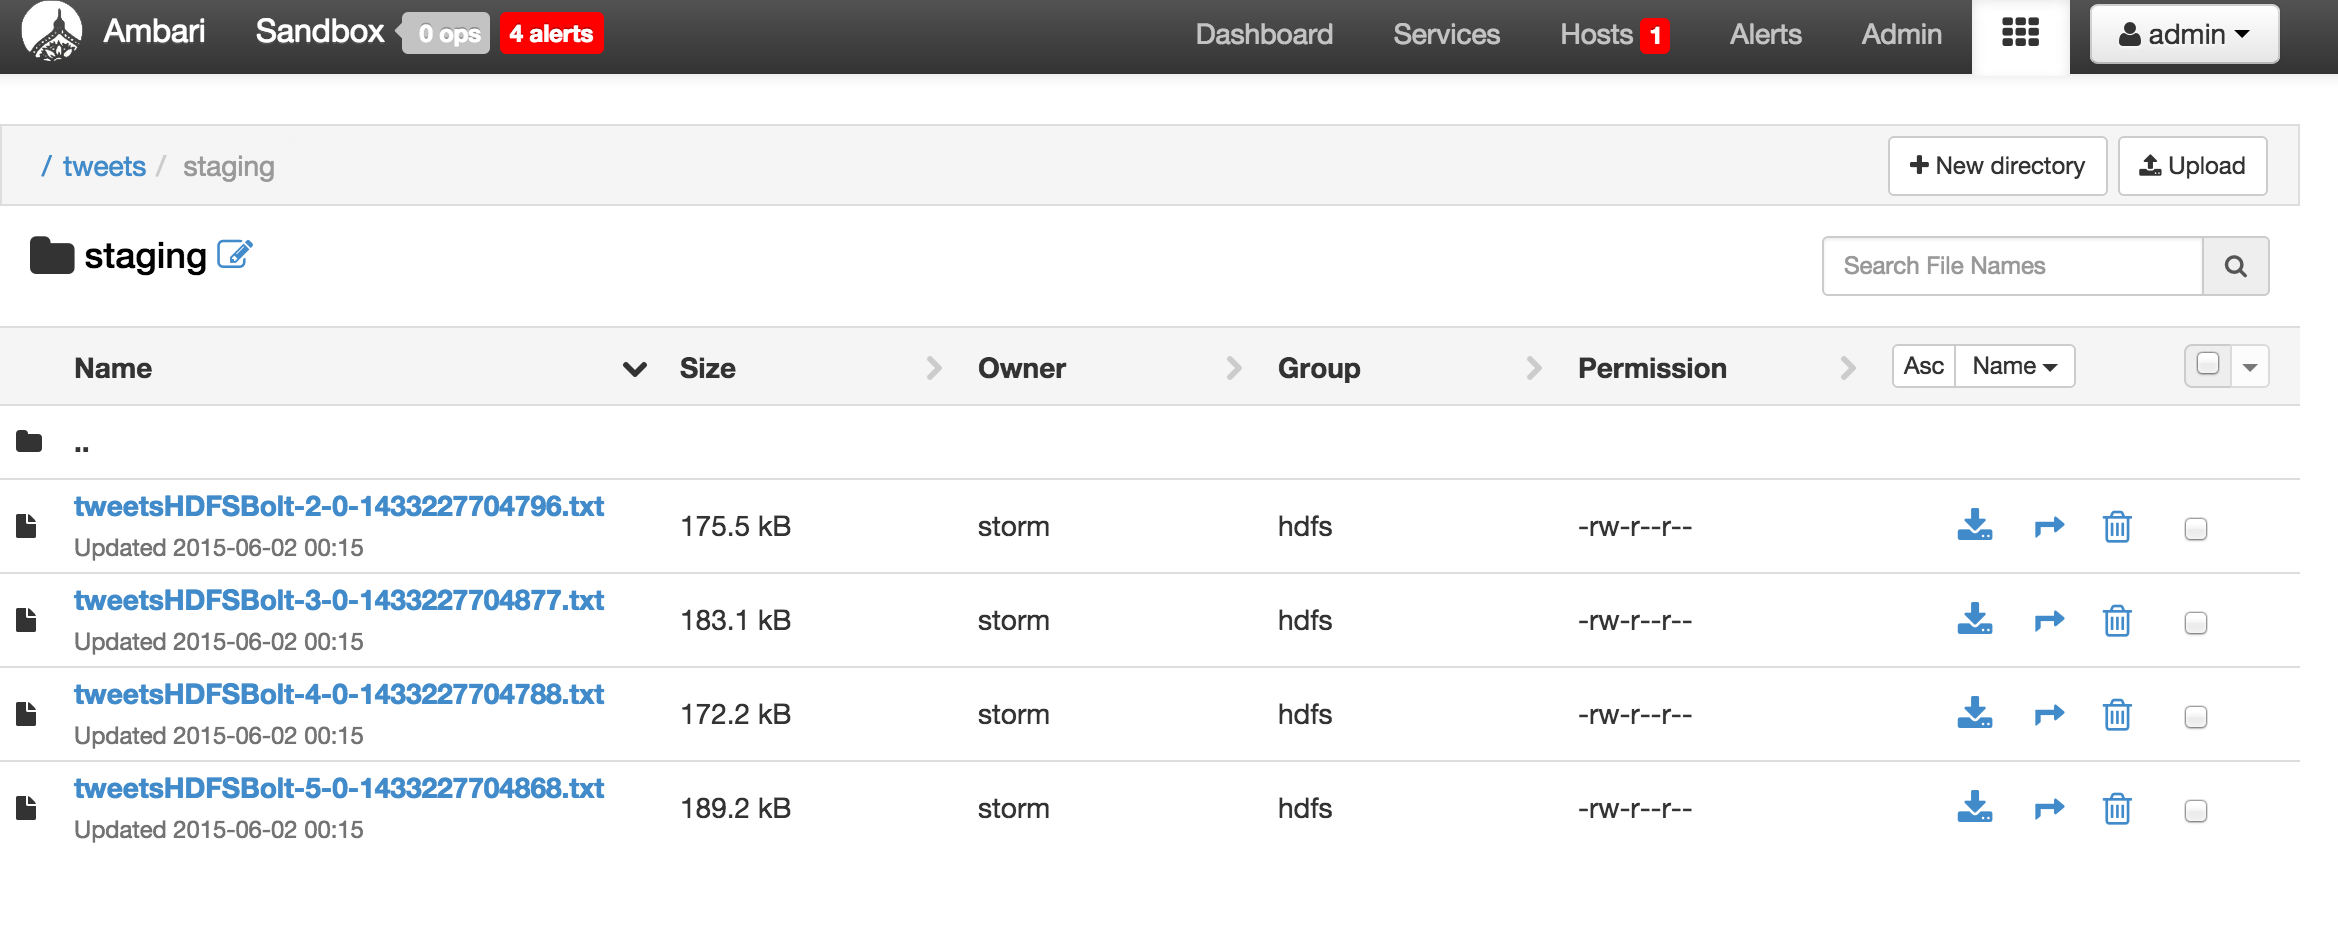 Ambari Sandbox 0 ops 4 alerts Dashboard Services Hosts 1 Alerts Admin admin
/ tweets / staging New directory Upload
staging Search File Names
Name Size Owner Group Permission Asc Name
..
tweetsHDFSBolt-2-0-1433227704796.txt
Updated 2015-06-02 00:15
175.5 kB storm hdfs -rw-r--r--
tweetsHDFSBolt-3-0-1433227704877.txt
Updated 2015-06-02 00:15
183.1 kB storm hdfs -rw-r--r--
tweetsHDFSBolt-4-0-1433227704788.txt
Updated 2015-06-02 00:15
172.2 kB storm hdfs -rw-r--r--
tweetsHDFSBolt-5-0-1433227704868.txt
Updated 2015-06-02 00:15
189.2 kB storm hdfs -rw-r--r--